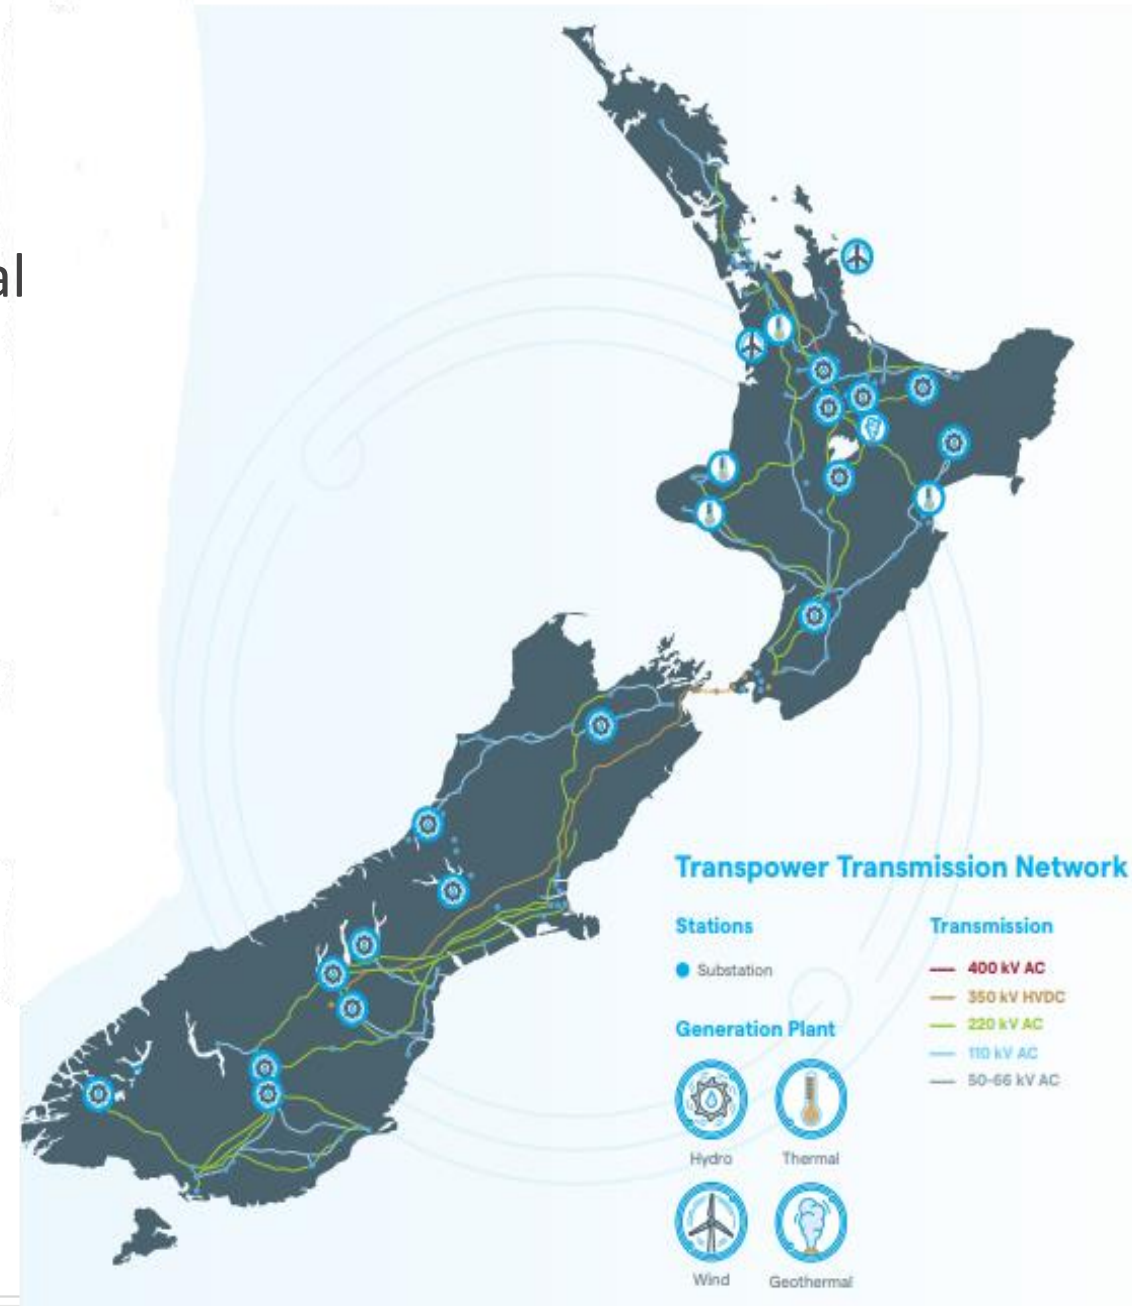 al
Transpower Transmission Network
Stations
Substation
Generation Plant
Hydro
Thermal
Wind
Geothermal
Transmission
400 kV AC
350 kV HVDC
220 kV AC
110 kV AC
50-66 kV AC